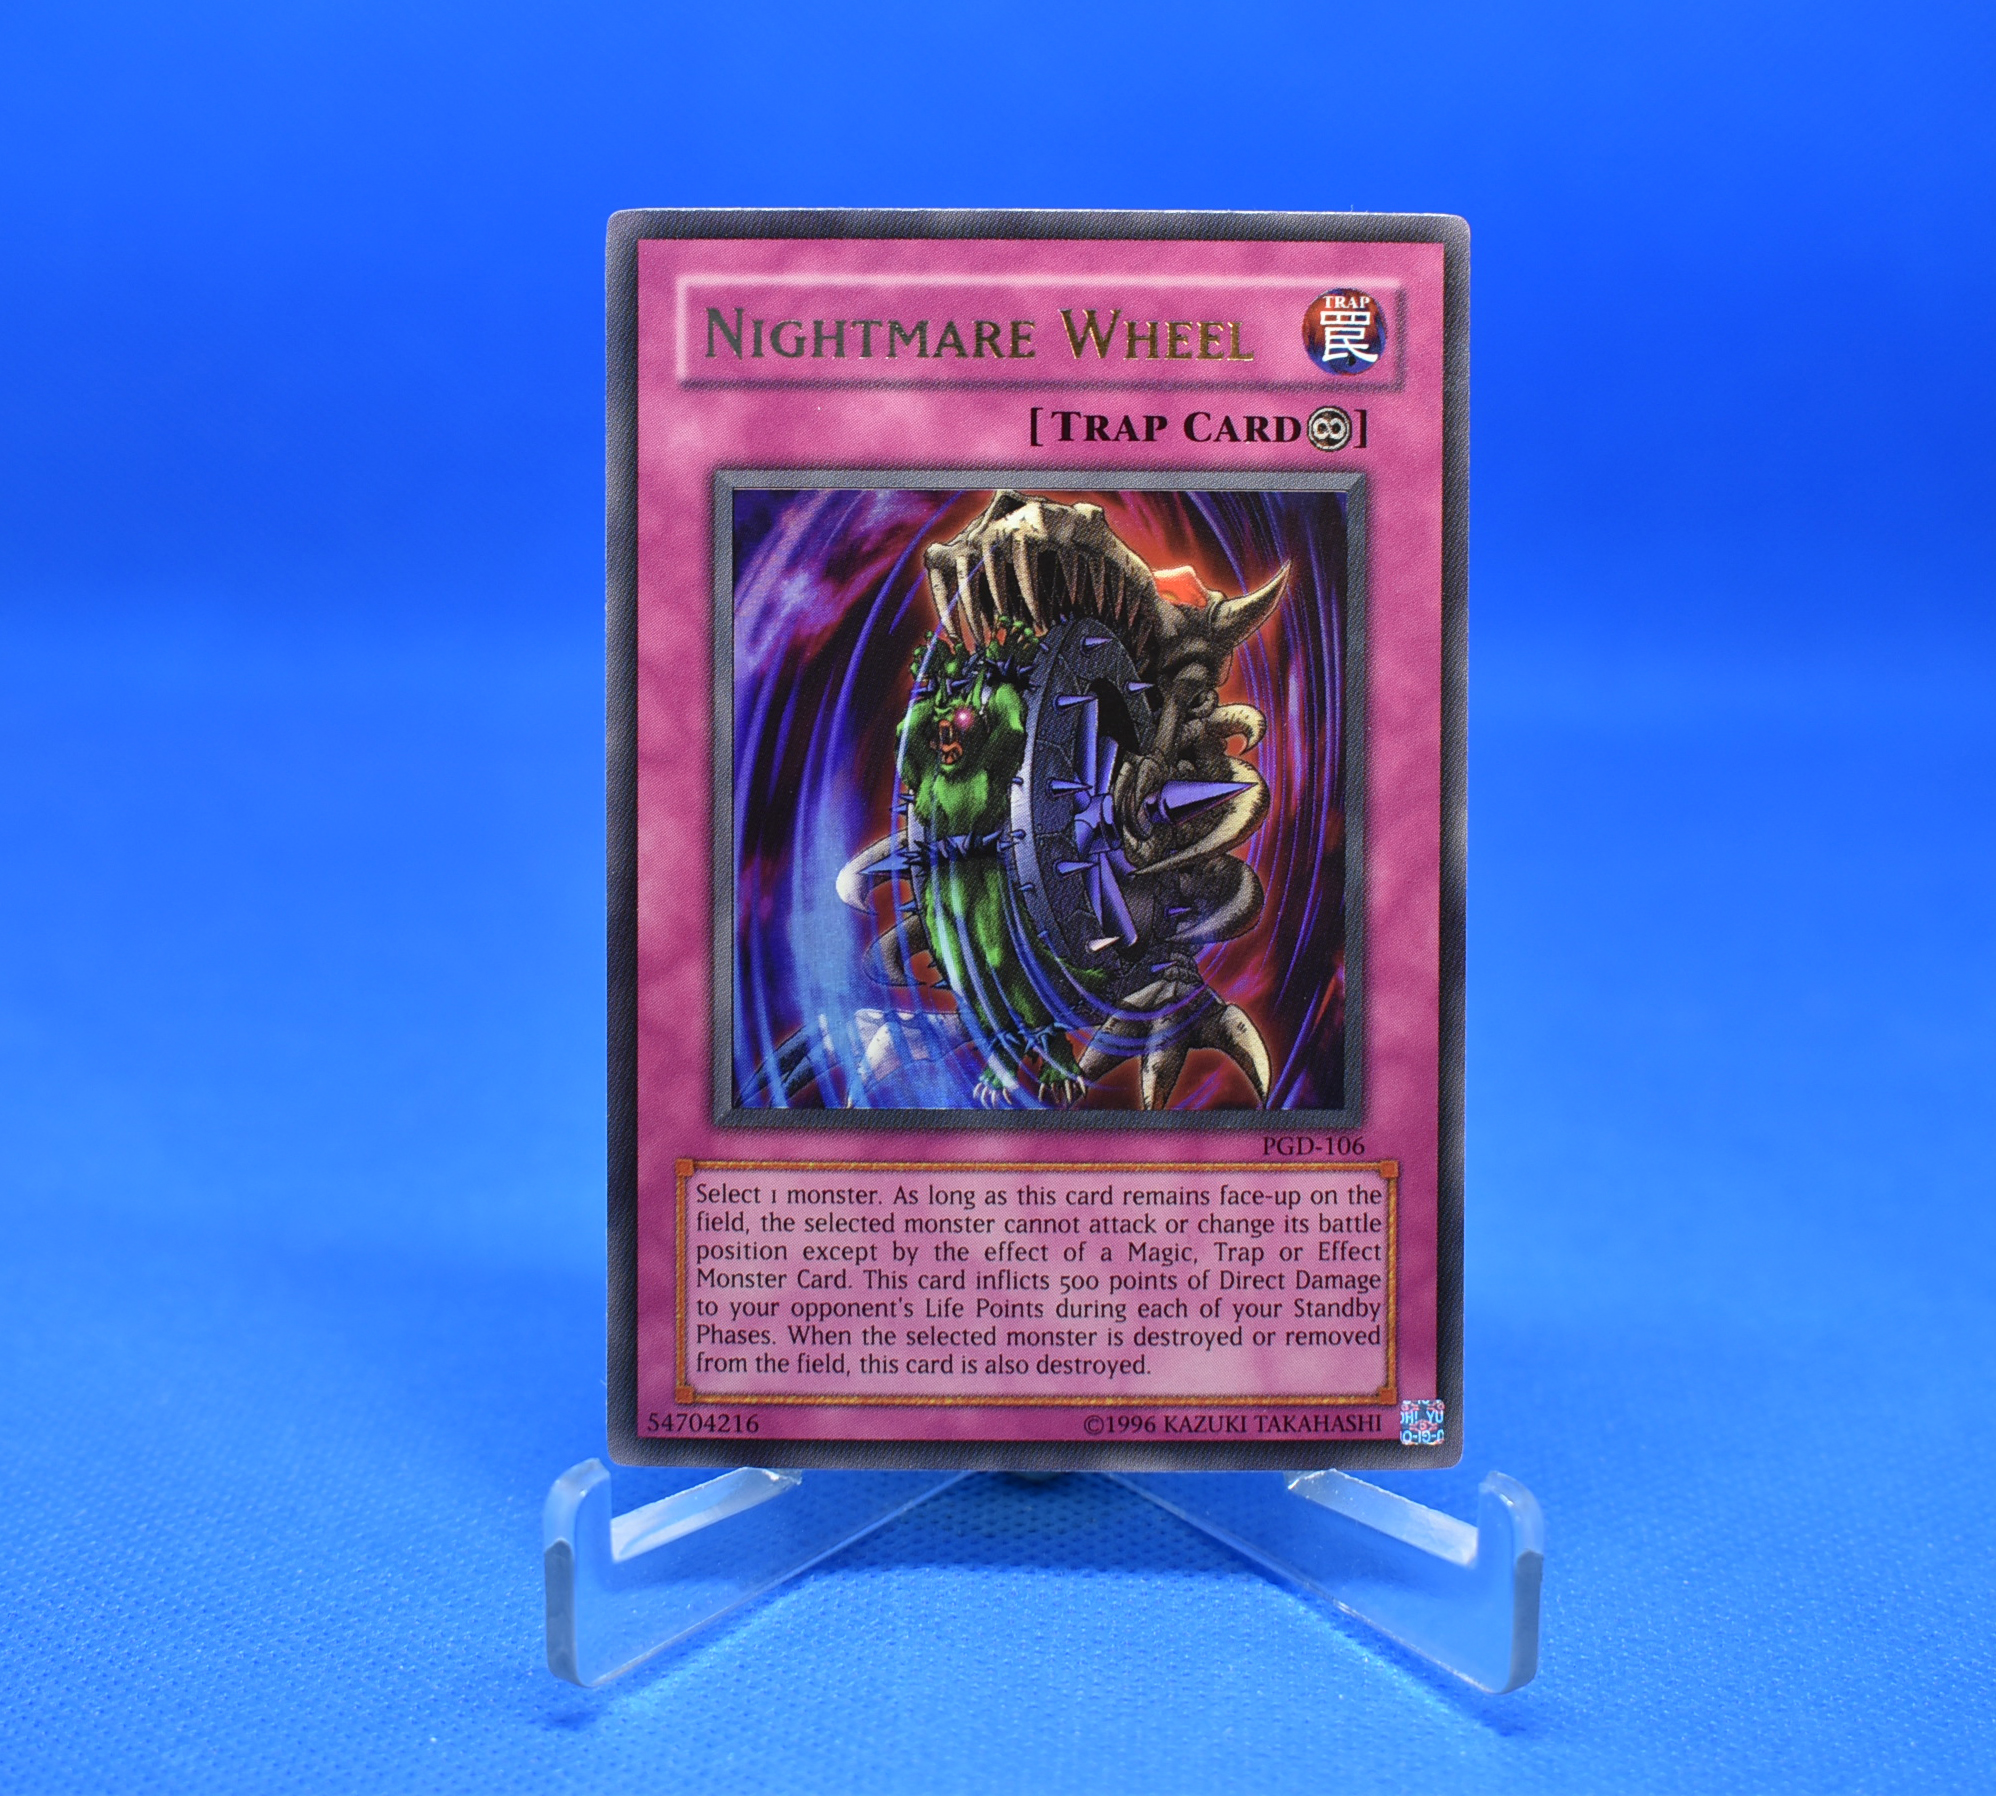 NIGHTMARE WHEEL
TRAP
罠
[TRAP CARD∞]
PGD-106
Select 1 monster. As long as this card remains face-up on the
field, the selected monster cannot attack or change its battle
position except by the effect of a Magic, Trap or Effect
Monster Card. This card inflicts 500 points of Direct Damage
to your opponent's Life Points during each of your Standby
Phases. When the selected monster is destroyed or removed
from the field, this card is also destroyed.
54704216
©1996 KAZUKI TAKAHASHI